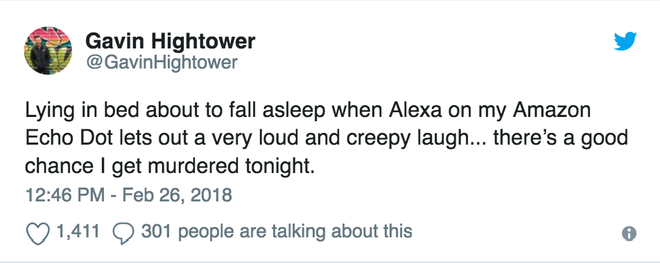 Gavin Hightower
@GavinHightower
Lying in bed about to fall asleep when Alexa on my Amazon
Echo Dot lets out a very loud and creepy laugh... there’s a good
chance I get murdered tonight.
12:46 PM - Feb 26, 2018
1,411 301 people are talking about this